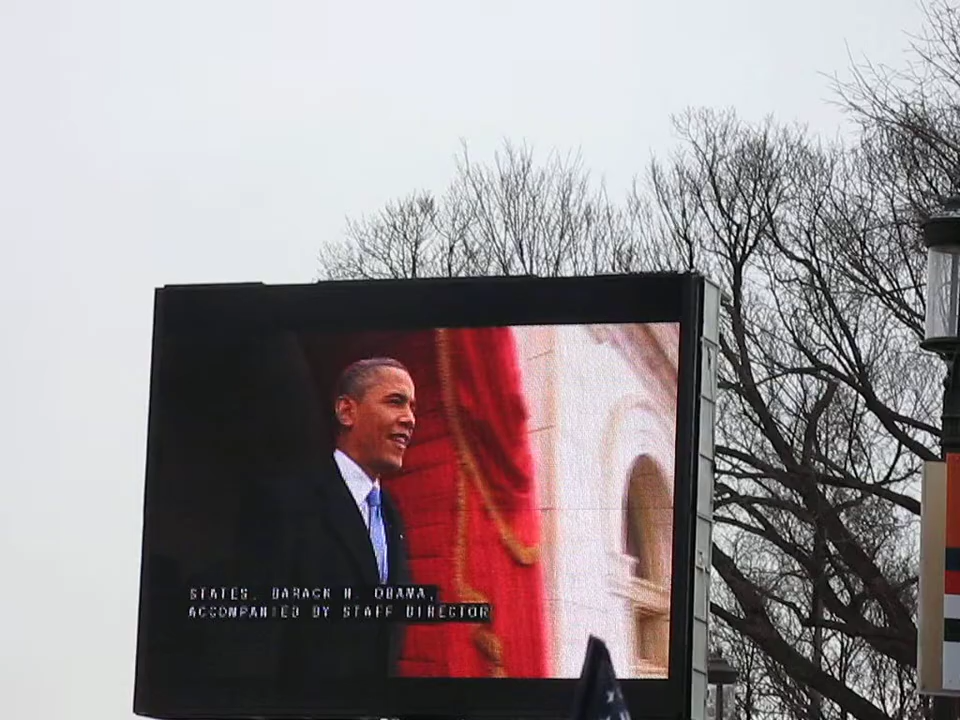 STATES, BARACK H. OBAMA,
ACCOMPANIED BY STAFF DIRECTOR